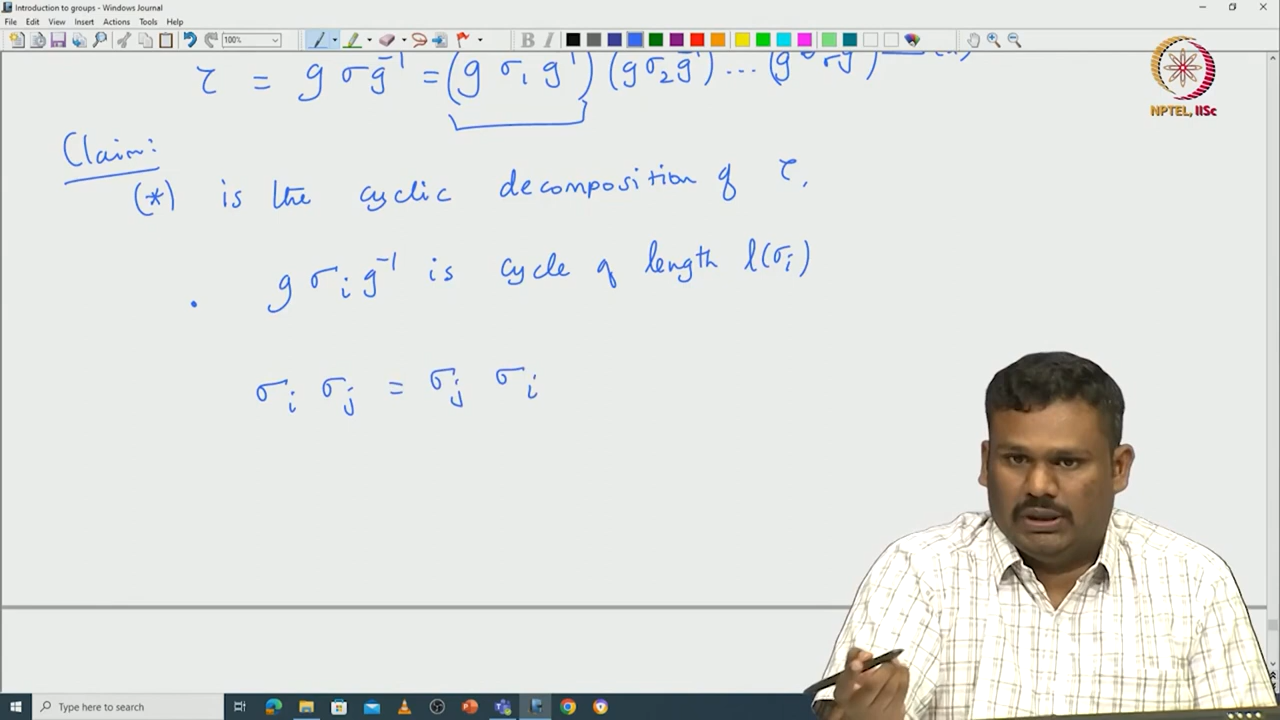 Introduction to groups - Windows Journal
File Edit View Insert Actions Tools Help
100%
B I
τ = g σ g⁻¹ = (g σ₁ g⁻¹) (g σ₂ g⁻¹) ... (g σᵣ g⁻¹)
NPTEL, IISc
Claim:
(*) is the cyclic decomposition of τ.
• g σᵢ g⁻¹ is cycle of length l(σᵢ)
σᵢ σⱼ = σⱼ σᵢ
Type here to search